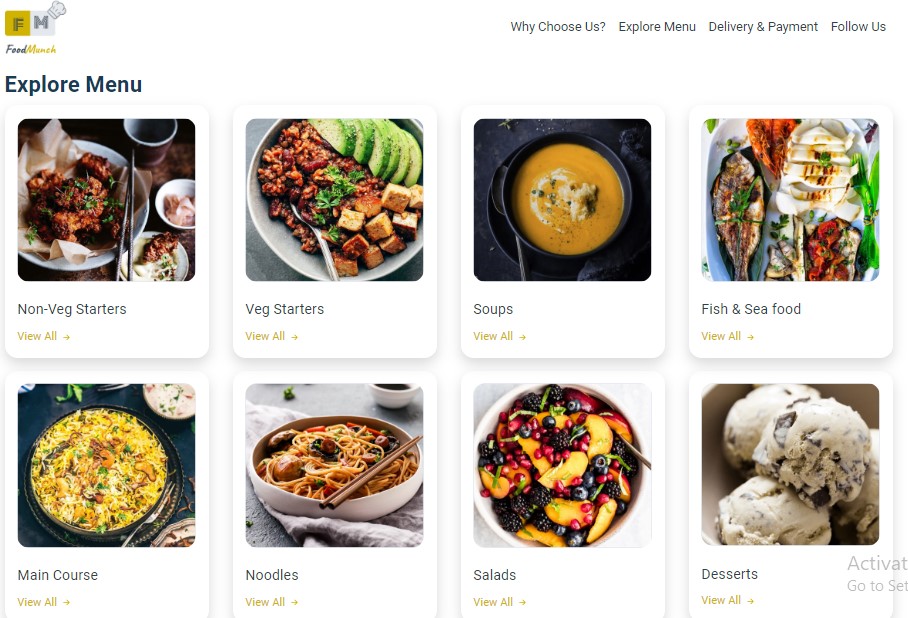 F M
FoodMunch
Why Choose Us? Explore Menu Delivery & Payment Follow Us
Explore Menu
Non-Veg Starters
View All →
Veg Starters
View All →
Soups
View All →
Fish & Sea food
View All →
Main Course
View All →
Noodles
View All →
Salads
View All →
Desserts
View All →
Activat
Go to Set